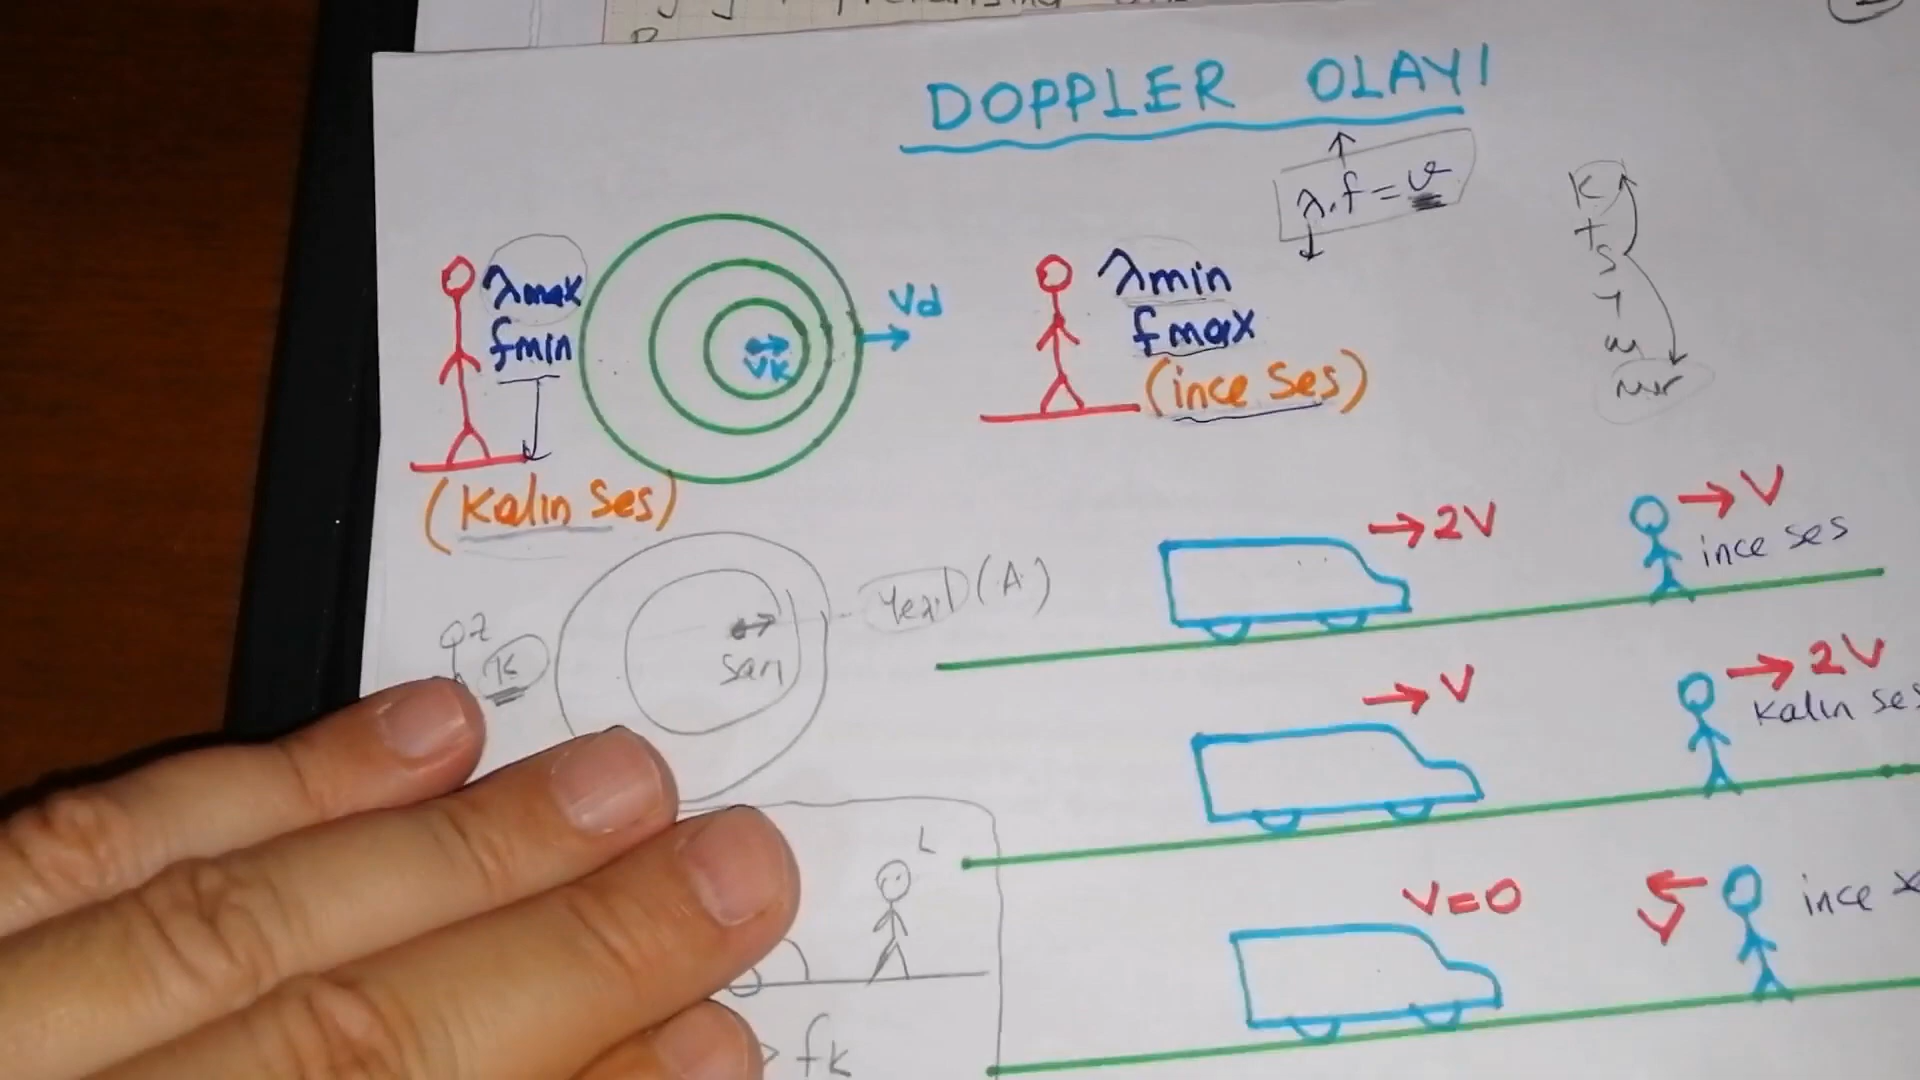 DOPPLER OLAYI
λ.f = v
λmax
fmin
(Kalın Ses)
Vk
Vd
λmin
fmax
(ince Ses)
K
T
S
Y
M
mor
Yeşil (A)
Z
K
Sarı
→2V
→V
ince ses
→V
→2V
Kalın ses
V=0
V
ince
L
> fK